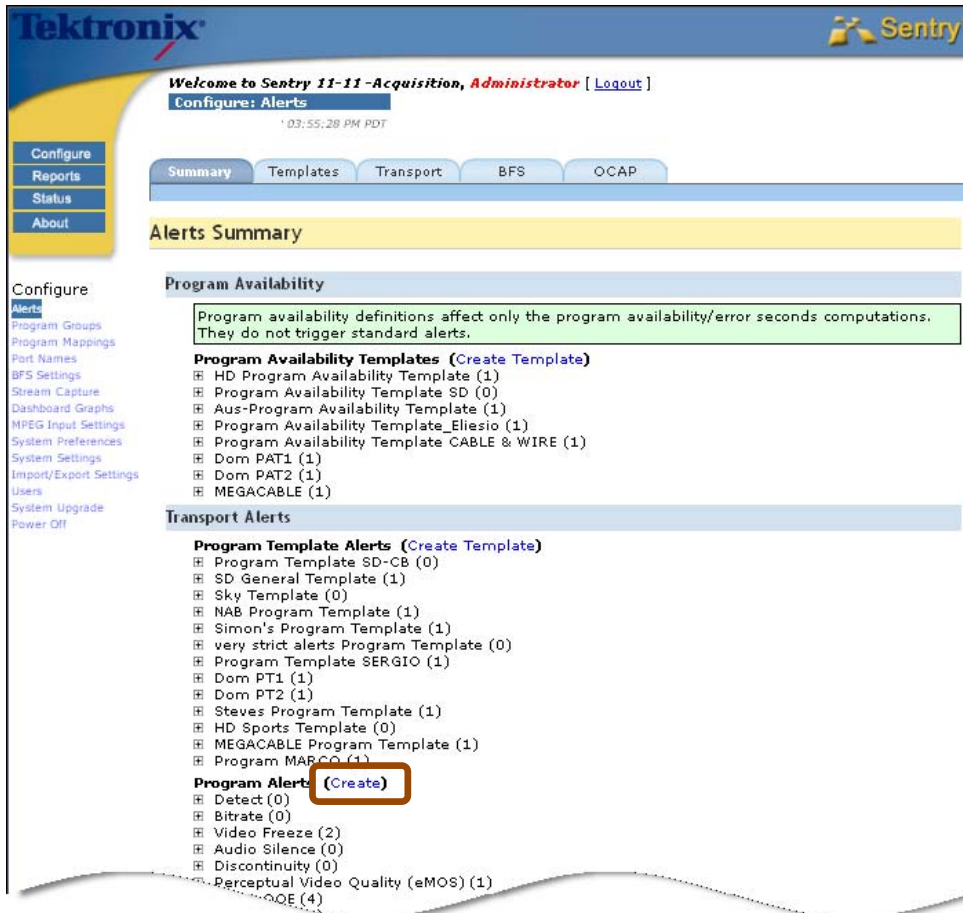 Tektronix
Sentry
Welcome to Sentry 11-11 -Acquisition, Administrator [ Logout ]
Configure: Alerts
03:55:28 PM PDT
Configure
Reports
Status
About
Summary
Templates
Transport
BFS
OCAP
Alerts Summary
Configure
Alerts
Program Groups
Program Mappings
Port Names
BFS Settings
Stream Capture
Dashboard Graphs
MPEG Input Settings
System Preferences
System Settings
Import/Export Settings
Users
System Upgrade
Power Off
Program Availability
Program availability definitions affect only the program availability/error seconds computations.
They do not trigger standard alerts.
Program Availability Templates (Create Template)
HD Program Availability Template (1)
Program Availability Template SD (0)
Aus-Program Availability Template (1)
Program Availability Template_Eliesio (1)
Program Availability Template CABLE & WIRE (1)
Dom PAT1 (1)
Dom PAT2 (1)
MEGACABLE (1)
Transport Alerts
Program Template Alerts (Create Template)
Program Template SD-CB (0)
SD General Template (1)
Sky Template (0)
NAB Program Template (1)
Simon's Program Template (1)
very strict alerts Program Template (0)
Program Template SERGIO (1)
Dom PT1 (1)
Dom PT2 (1)
Steves Program Template (1)
HD Sports Template (0)
MEGACABLE Program Template (1)
Program MARCO (1)
Program Alerts (Create)
Detect (0)
Bitrate (0)
Video Freeze (2)
Audio Silence (0)
Discontinuity (0)
Perceptual Video Quality (eMOS) (1)
QOE (4)